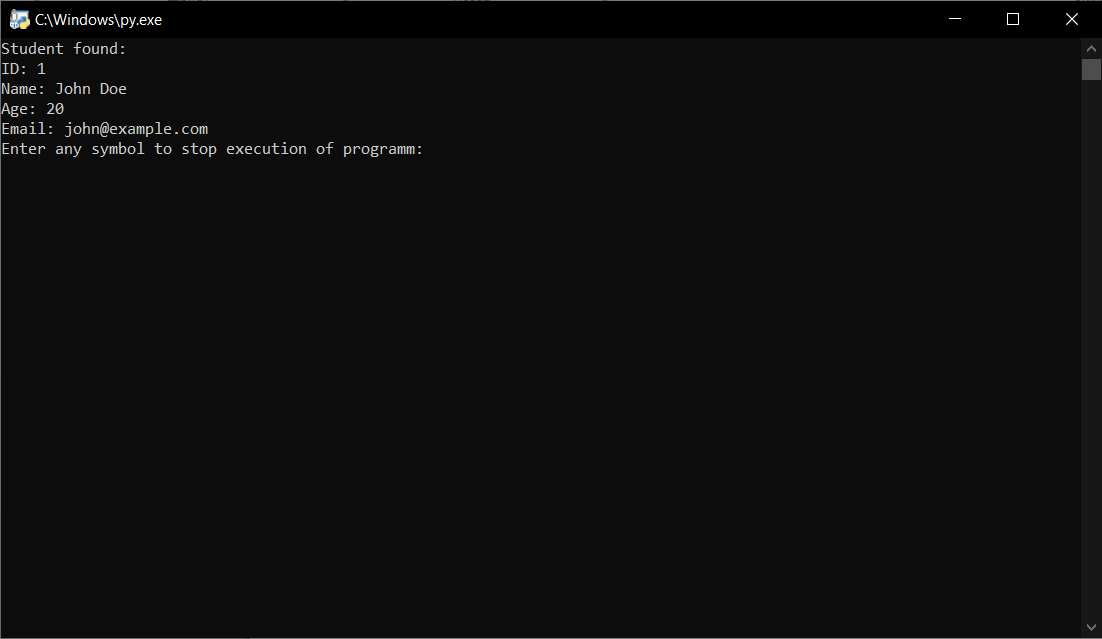 C:\Windows\py.exe
Student found:
ID: 1
Name: John Doe
Age: 20
Email: john@example.com
Enter any symbol to stop execution of programm: